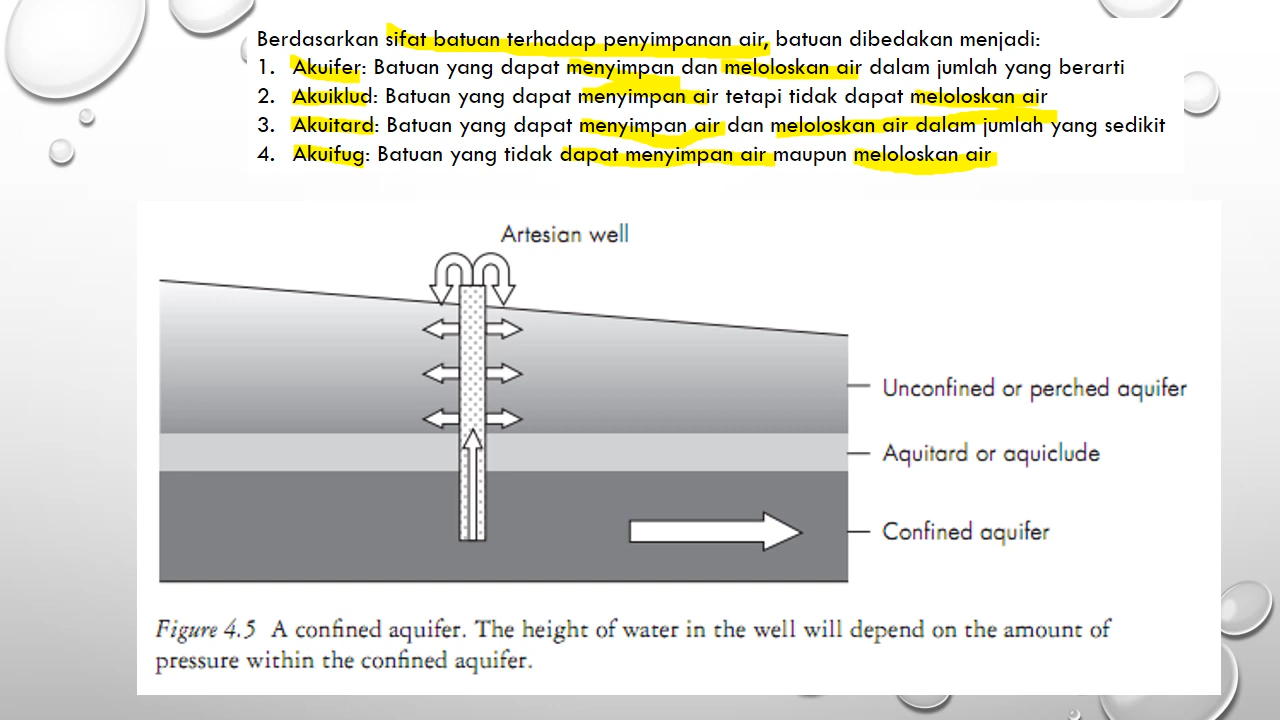 Berdasarkan sifat batuan terhadap penyimpanan air, batuan dibedakan menjadi:
1. Akuifer: Batuan yang dapat menyimpan dan meloloskan air dalam jumlah yang berarti
2. Akuiklud: Batuan yang dapat menyimpan air tetapi tidak dapat meloloskan air
3. Akuitard: Batuan yang dapat menyimpan air dan meloloskan air dalam jumlah yang sedikit
4. Akuifug: Batuan yang tidak dapat menyimpan air maupun meloloskan air
Artesian well
Unconfined or perched aquifer
Aquitard or aquiclude
Confined aquifer
Figure 4.5 A confined aquifer. The height of water in the well will depend on the amount of
pressure within the confined aquifer.